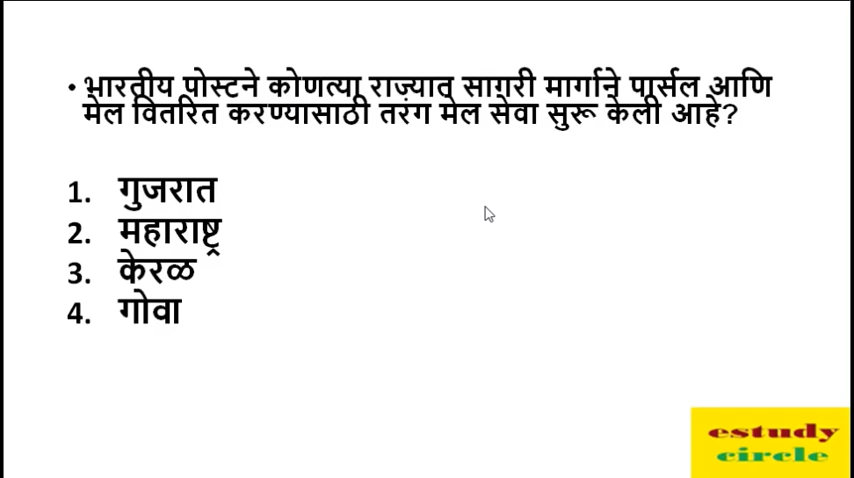 • भारतीय पोस्टने कोणत्या राज्यात सागरी मार्गाने पार्सल आणि
मेल वितरित करण्यासाठी तरंग मेल सेवा सुरू केली आहे?
1. गुजरात
2. महाराष्ट्र
3. केरळ
4. गोवा
estudy
circle